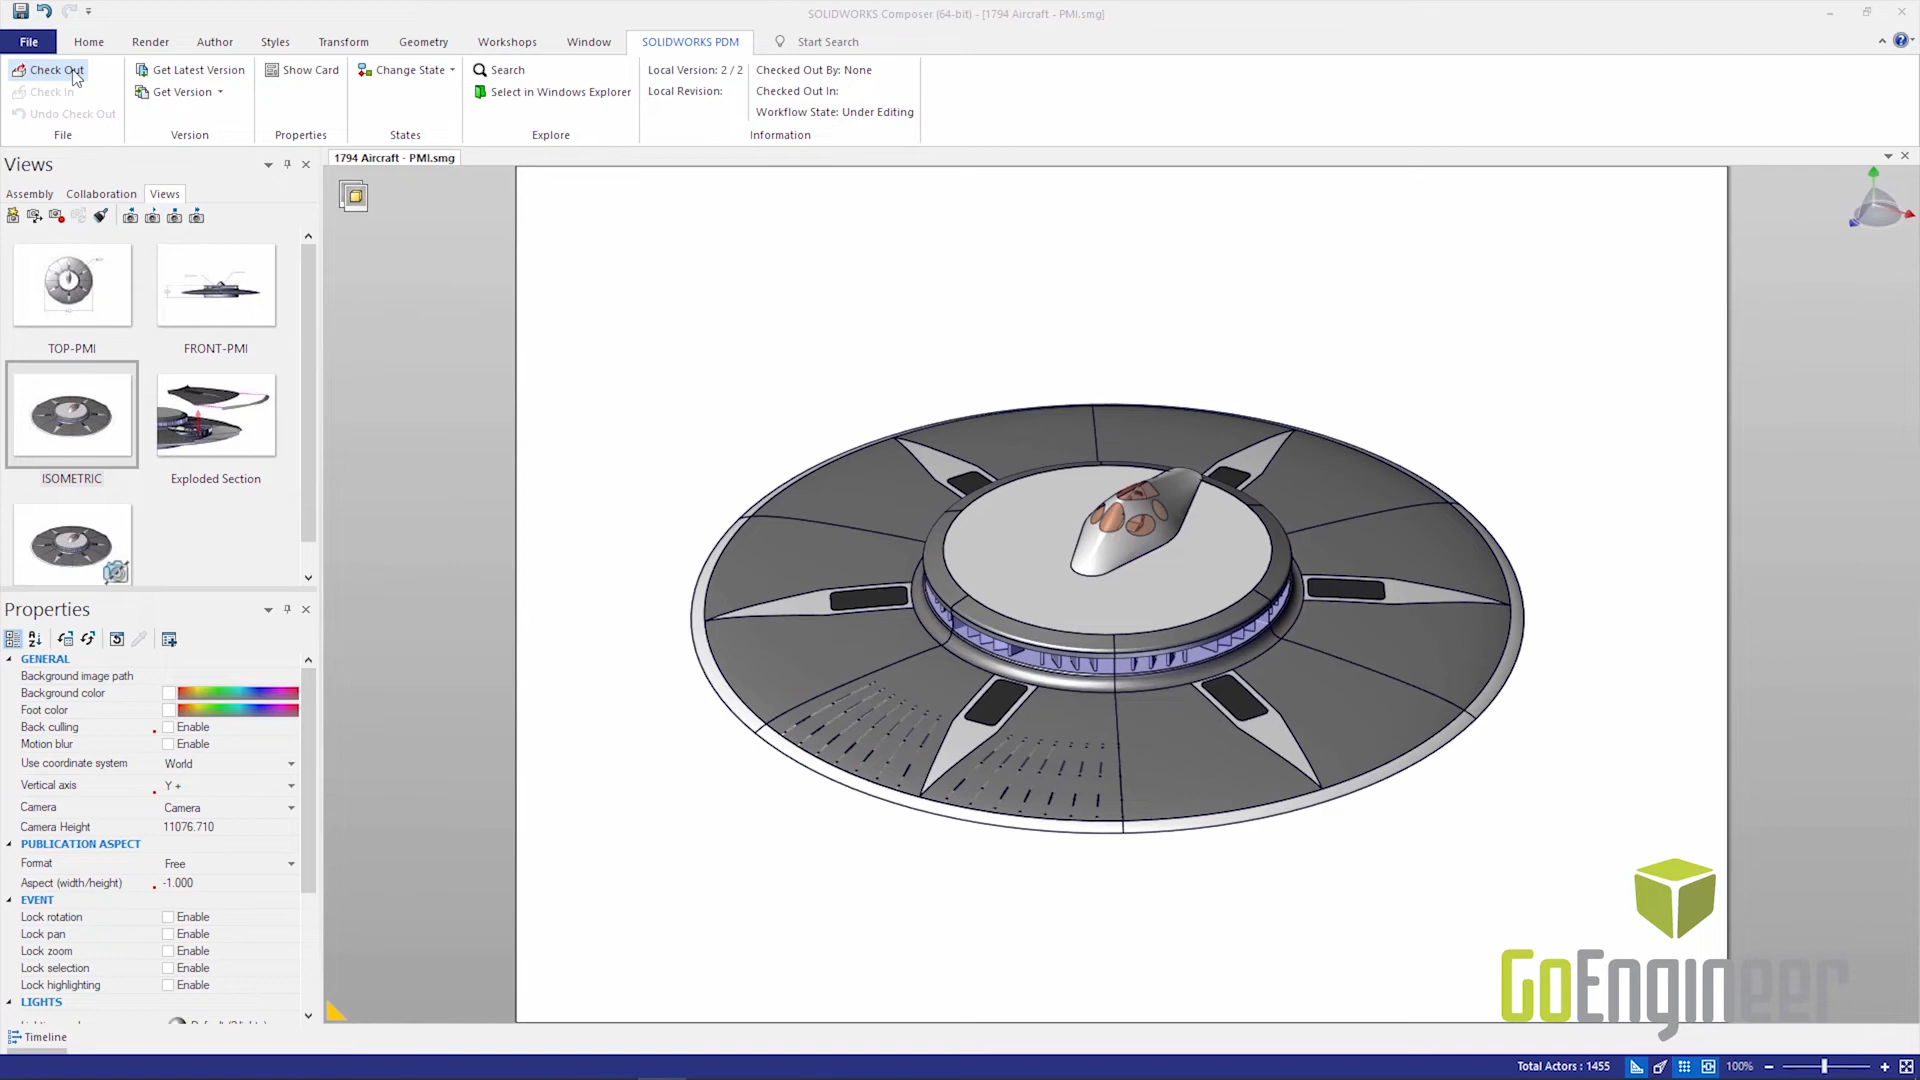 SOLIDWORKS Composer (64-bit) - [1794 Aircraft - PMI.smg]
File Home Render Author Styles Transform Geometry Workshops Window SOLIDWORKS PDM Start Search
Check Out Get Latest Version Show Card Change State Search Local Version: 2 / 2 Checked Out By: None
Check In Get Version Select in Windows Explorer Local Revision: Checked Out In:
Undo Check Out Workflow State: Under Editing
File Version Properties States Explore Information
Views
1794 Aircraft - PMI.smg
Assembly Collaboration Views
TOP-PMI FRONT-PMI
ISOMETRIC Exploded Section
Properties
GENERAL
Background image path
Background color
Foot color
Back culling Enable
Motion blur Enable
Use coordinate system World
Vertical axis Y +
Camera Camera
Camera Height 11076.710
PUBLICATION ASPECT
Format Free
Aspect (width/height) -1.000
EVENT
Lock rotation Enable
Lock pan Enable
Lock zoom Enable
Lock selection Enable
Lock highlighting Enable
LIGHTS
GoEngineer
Timeline
Total Actors : 1455 100%